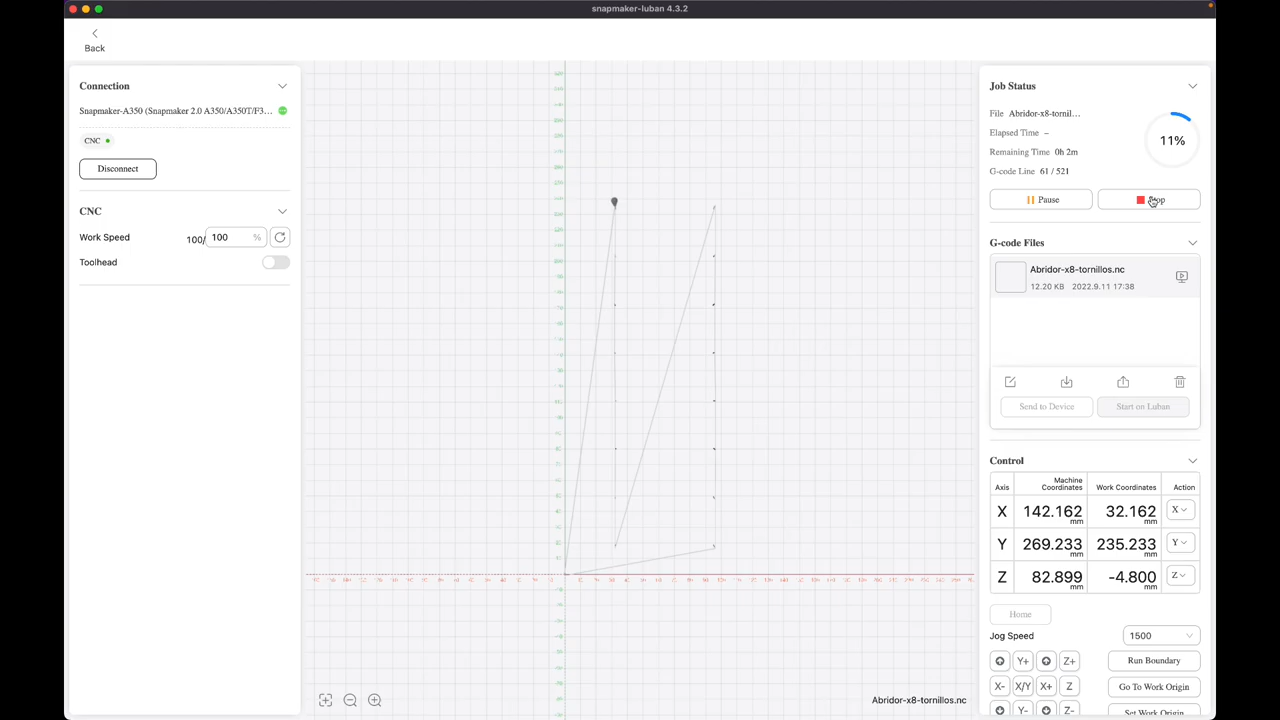 snapmaker-luban 4.3.2
Back
Connection
Snapmaker-A350 (Snapmaker 2.0 A350/A350T/F3...
CNC
Disconnect
CNC
Work Speed 100/ 100 %
Toolhead
Abridor-x8-tornillos.nc
Job Status
File Abridor-x8-tornil...
Elapsed Time –
Remaining Time 0h 2m
G-code Line 61 / 521
11%
Pause
G-code Files
Abridor-x8-tornillos.nc
12.20 KB 2022.9.11 17:38
Send to Device Start on Luban
Control
Axis Machine Coordinates Work Coordinates Action
X 142.162 mm 32.162 mm X
Y 269.233 mm 235.233 mm Y
Z 82.899 mm -4.800 mm Z
Home
Jog Speed 1500
Y+ Z+ Run Boundary
X- X/Y X+ Z Go To Work Origin
Y- Z- Set Work Origin